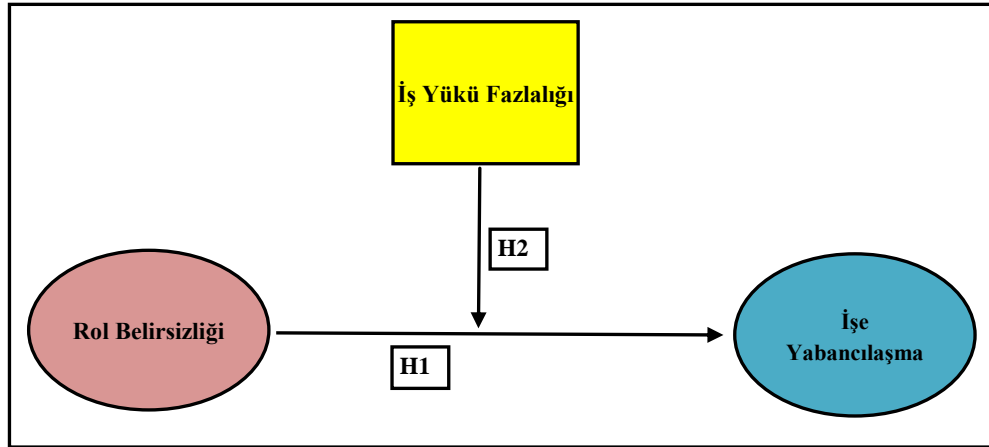 İş Yükü Fazlalığı
H2
Rol Belirsizliği
H1
İşe
Yabancılaşma